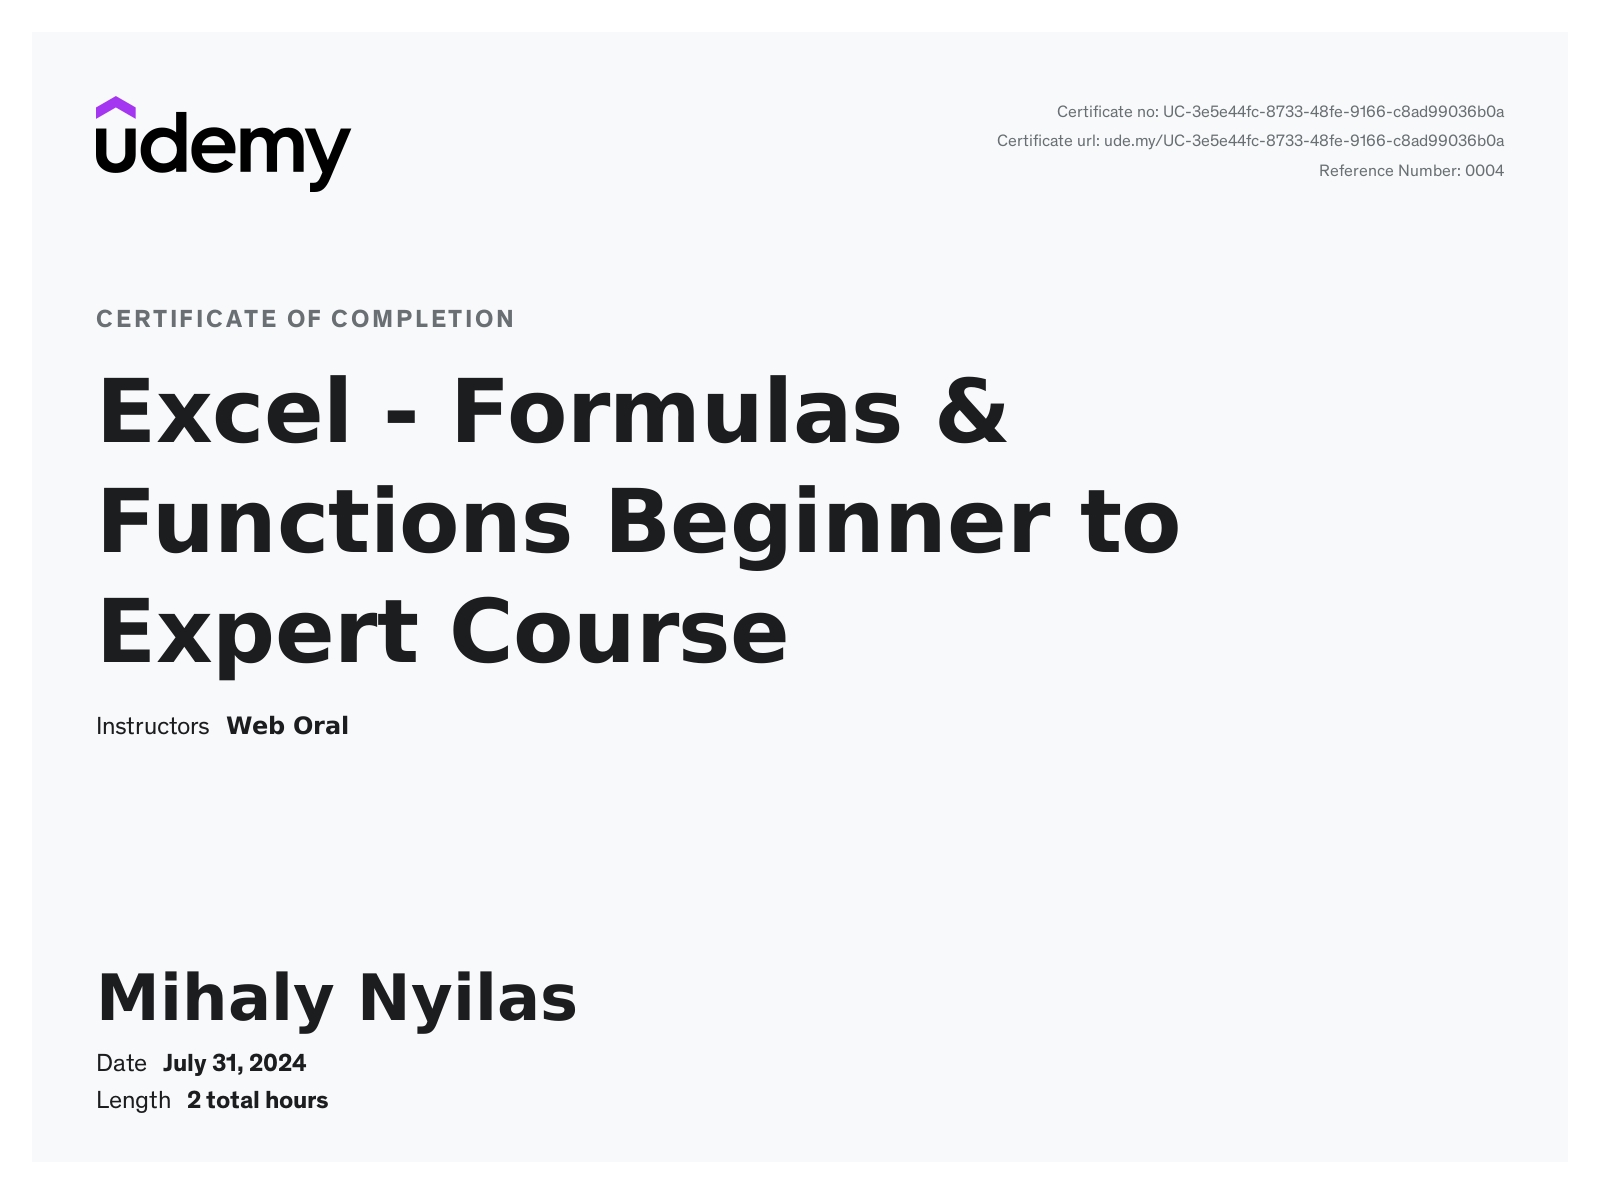 udemy
Certificate no: UC-3e5e44fc-8733-48fe-9166-c8ad99036b0a
Certificate url: ude.my/UC-3e5e44fc-8733-48fe-9166-c8ad99036b0a
Reference Number: 0004
CERTIFICATE OF COMPLETION
Excel - Formulas &
Functions Beginner to
Expert Course
Instructors Web Oral
Mihaly Nyilas
Date July 31, 2024
Length 2 total hours